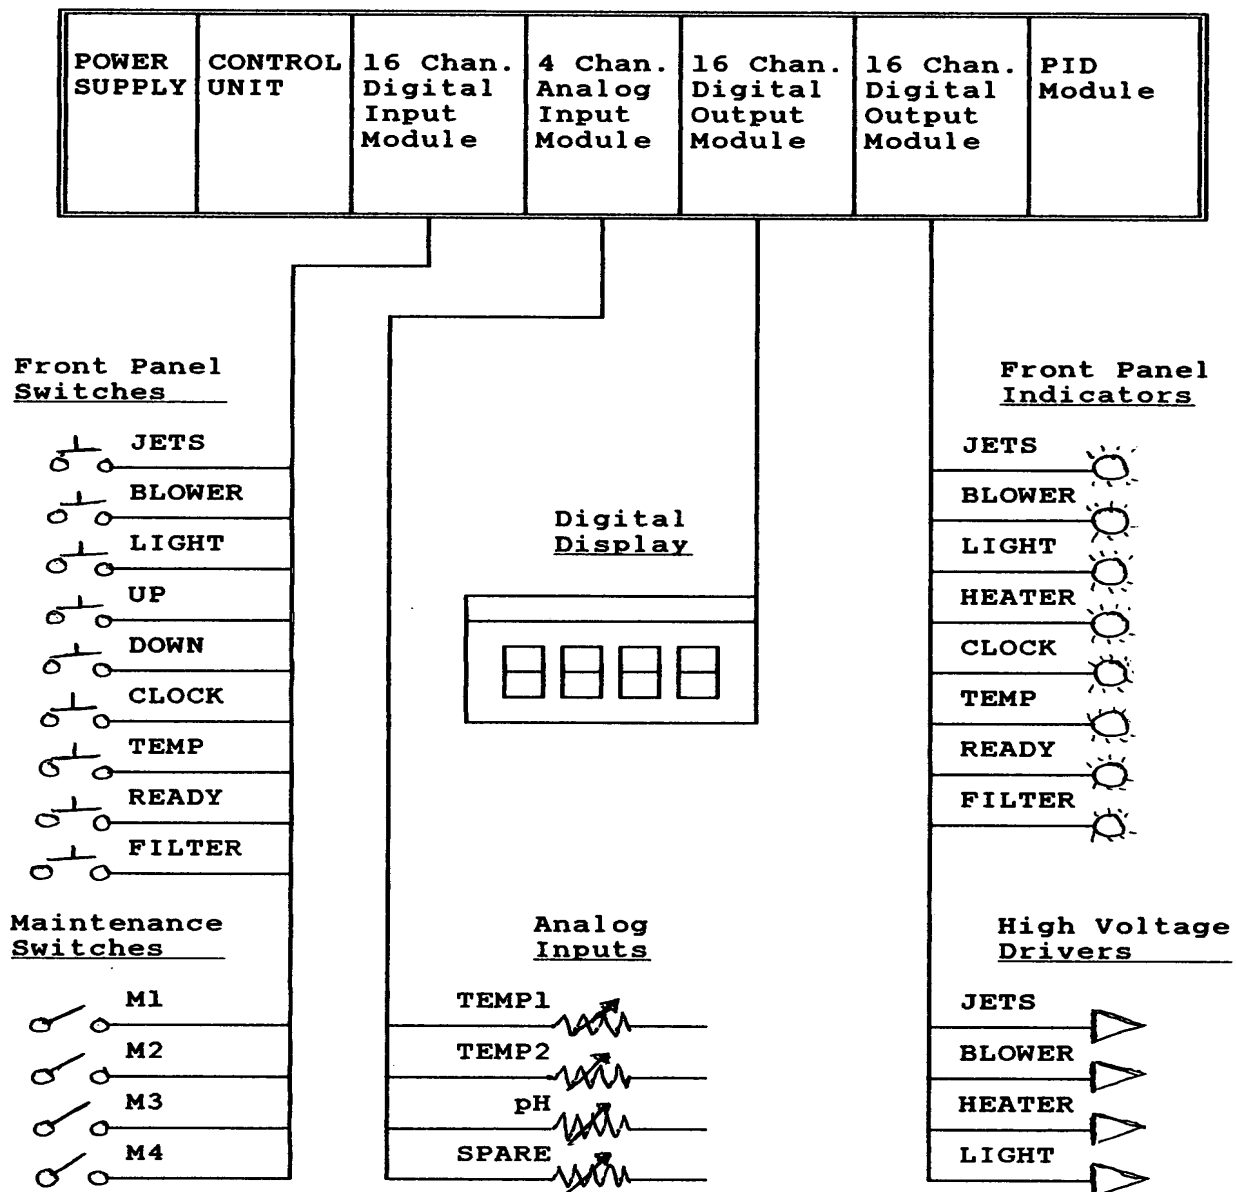 POWER
SUPPLY
CONTROL
UNIT
16 Chan.
Digital
Input
Module
4 Chan.
Analog
Input
Module
16 Chan.
Digital
Output
Module
16 Chan.
Digital
Output
Module
PID
Module
Front Panel
Switches
JETS
BLOWER
LIGHT
UP
DOWN
CLOCK
TEMP
READY
FILTER
Maintenance
Switches
M1
M2
M3
M4
Digital
Display
Analog
Inputs
TEMP1
TEMP2
pH
SPARE
Front Panel
Indicators
JETS
BLOWER
LIGHT
HEATER
CLOCK
TEMP
READY
FILTER
High Voltage
Drivers
JETS
BLOWER
HEATER
LIGHT